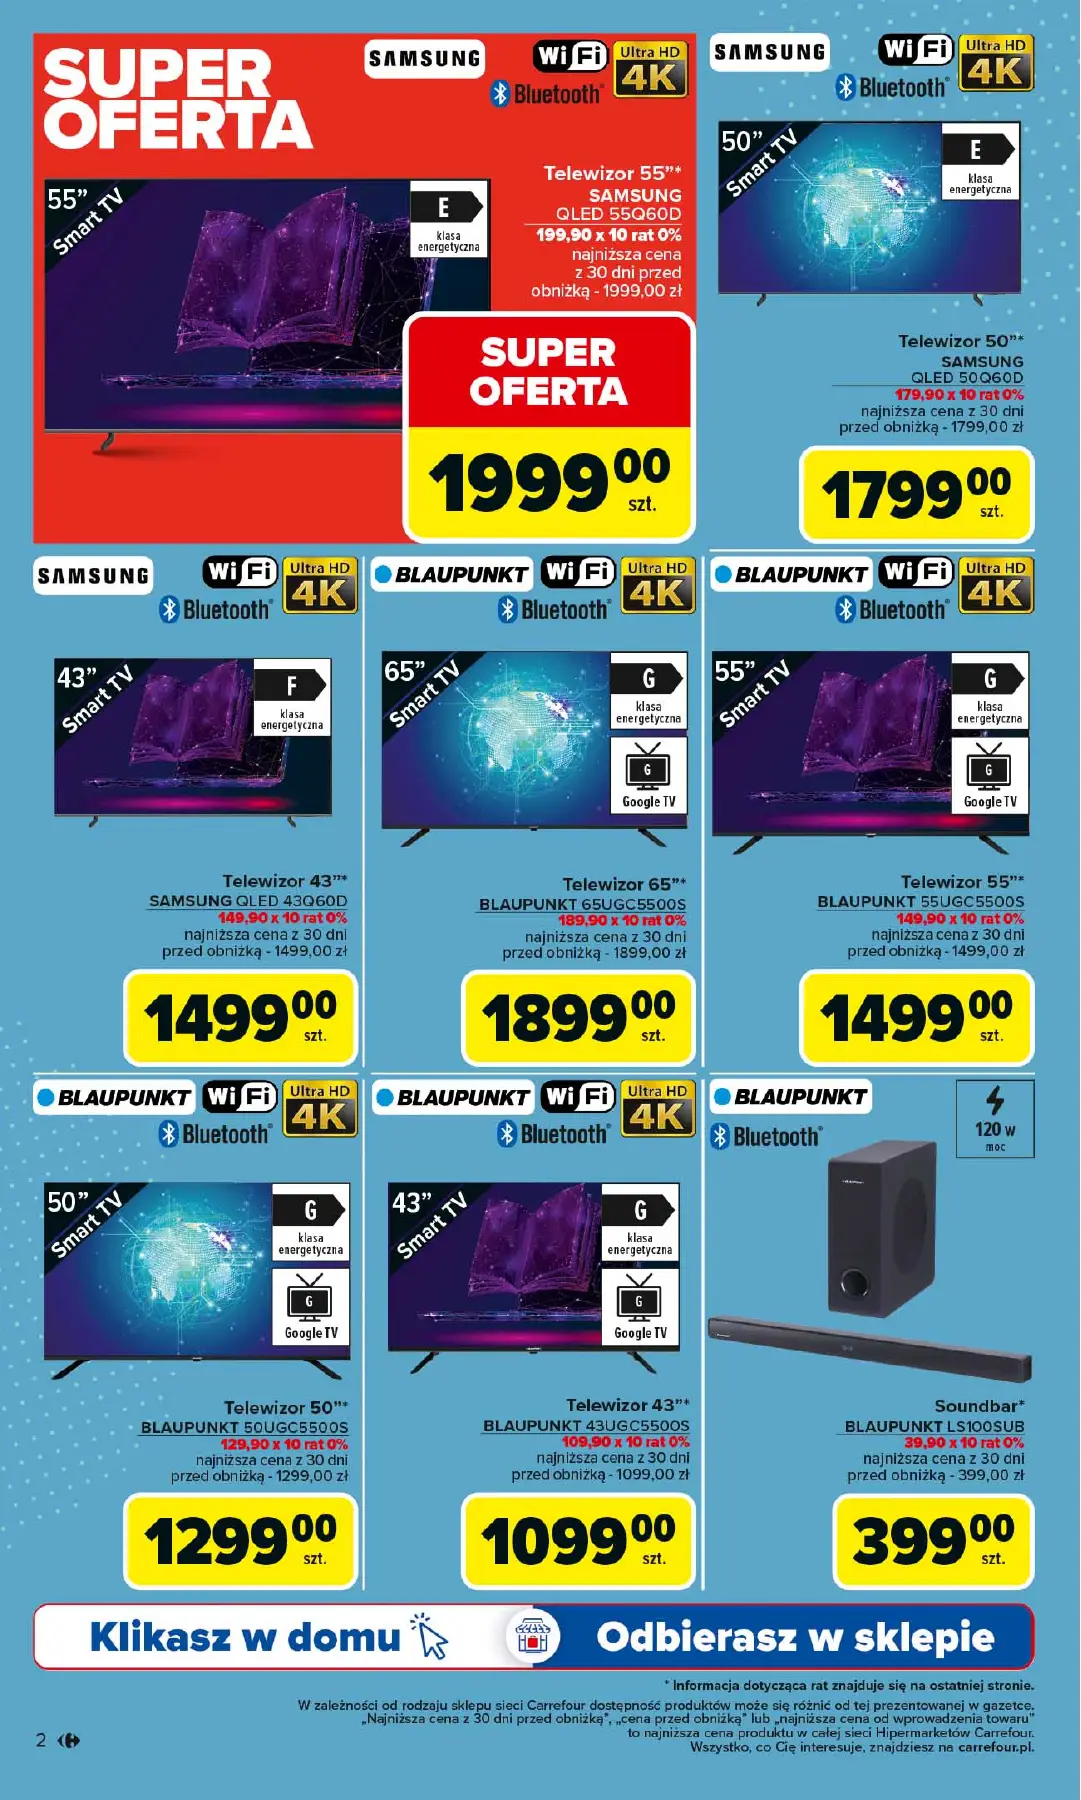 SUPER
OFERTA
SAMSUNG
WiFi
Ultra HD
4K
Bluetooth®
55”
Smart TV
E
klasa
energetyczna
Telewizor 55”*
SAMSUNG
QLED 55Q60D
199,90 x 10 rat 0%
najniższa cena
z 30 dni przed
obniżką - 1999,00 zł
SUPER
OFERTA
1999 00
szt.
SAMSUNG
WiFi
Ultra HD
4K
Bluetooth®
50”
Smart TV
E
klasa
energetyczna
Telewizor 50”*
SAMSUNG
QLED 50Q60D
179,90 x 10 rat 0%
najniższa cena z 30 dni
przed obniżką - 1799,00 zł
1799 00
szt.
SAMSUNG
WiFi
Ultra HD
4K
Bluetooth®
43”
Smart TV
F
klasa
energetyczna
Telewizor 43”*
SAMSUNG QLED 43Q60D
149,90 x 10 rat 0%
najniższa cena z 30 dni
przed obniżką - 1499,00 zł
1499 00
szt.
BLAUPUNKT
WiFi
Ultra HD
4K
Bluetooth®
65”
Smart TV
G
klasa
energetyczna
G
Google TV
Telewizor 65”*
BLAUPUNKT 65UGC5500S
189,90 x 10 rat 0%
najniższa cena z 30 dni
przed obniżką - 1899,00 zł
1899 00
szt.
BLAUPUNKT
WiFi
Ultra HD
4K
Bluetooth®
55”
Smart TV
G
klasa
energetyczna
G
Google TV
Telewizor 55”*
BLAUPUNKT 55UGC5500S
149,90 x 10 rat 0%
najniższa cena z 30 dni
przed obniżką - 1499,00 zł
1499 00
szt.
BLAUPUNKT
WiFi
Ultra HD
4K
Bluetooth®
50”
Smart TV
G
klasa
energetyczna
G
Google TV
Telewizor 50”*
BLAUPUNKT 50UGC5500S
129,90 x 10 rat 0%
najniższa cena z 30 dni
przed obniżką - 1299,00 zł
1299 00
szt.
BLAUPUNKT
WiFi
Ultra HD
4K
Bluetooth®
43”
Smart TV
G
klasa
energetyczna
G
Google TV
Telewizor 43”*
BLAUPUNKT 43UGC5500S
109,90 x 10 rat 0%
najniższa cena z 30 dni
przed obniżką - 1099,00 zł
1099 00
szt.
BLAUPUNKT
Bluetooth®
120 W
moc
Soundbar*
BLAUPUNKT LS100SUB
39,90 x 10 rat 0%
najniższa cena z 30 dni
przed obniżką - 399,00 zł
399 00
szt.
Klikasz w domu
Odbierasz w sklepie
* Informacja dotycząca rat znajduje się na ostatniej stronie.
W zależności od rodzaju sklepu sieci Carrefour dostępność produktów może się różnić od tej prezentowanej w gazetce.
„Najniższa cena z 30 dni przed obniżką”, „cena przed obniżką” lub „najniższa cena od wprowadzenia towaru”
to najniższa cena produktu w całej sieci Hipermarketów Carrefour.
Wszystko, co Cię interesuje, znajdziesz na carrefour.pl.
2